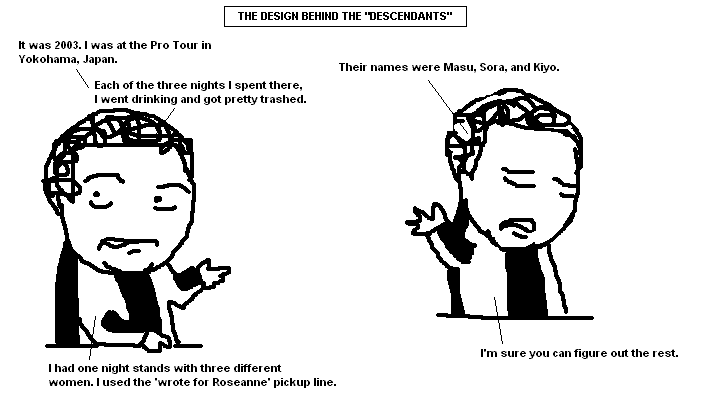 THE DESIGN BEHIND THE "DESCENDANTS"
It was 2003. I was at the Pro Tour in
Yokohama, Japan.
Each of the three nights I spent there,
I went drinking and got pretty trashed.
I had one night stands with three different
women. I used the 'wrote for Roseanne' pickup line.
Their names were Masu, Sora, and Kiyo.
I'm sure you can figure out the rest.